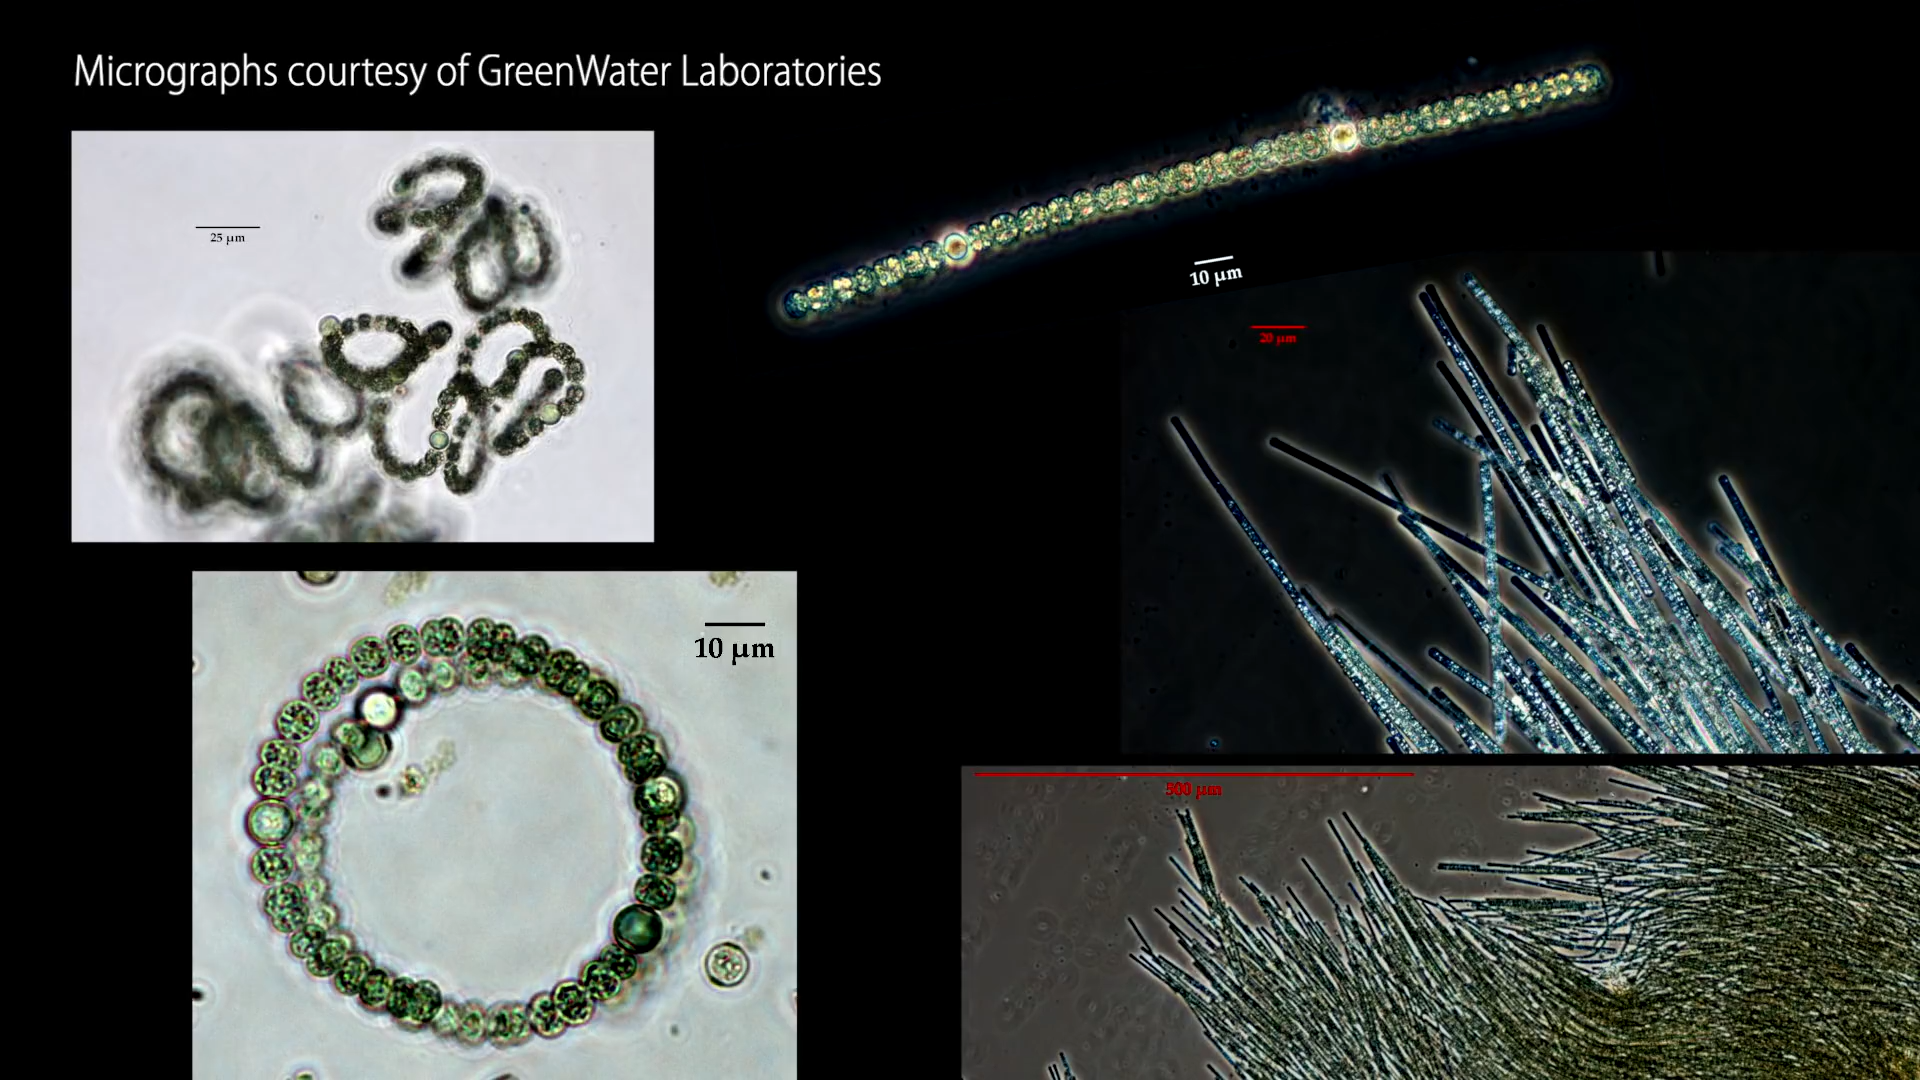 Micrographs courtesy of GreenWater Laboratories
25 μm
10 μm
20 μm
10 μm
500 μm